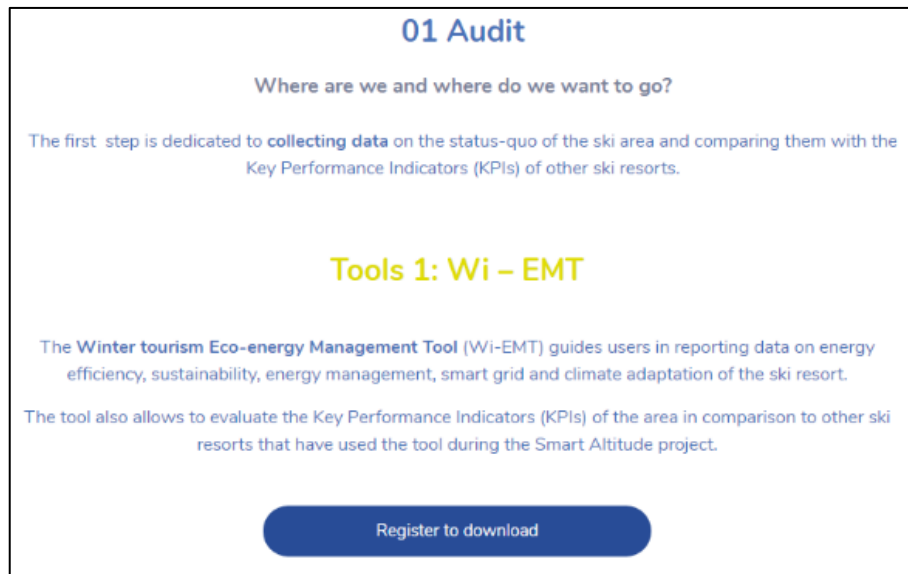 01 Audit
Where are we and where do we want to go?
The first step is dedicated to collecting data on the status-quo of the ski area and comparing them with the
Key Performance Indicators (KPIs) of other ski resorts.
Tools 1: Wi – EMT
The Winter tourism Eco-energy Management Tool (Wi-EMT) guides users in reporting data on energy
efficiency, sustainability, energy management, smart grid and climate adaptation of the ski resort.
The tool also allows to evaluate the Key Performance Indicators (KPIs) of the area in comparison to other ski
resorts that have used the tool during the Smart Altitude project.
Register to download